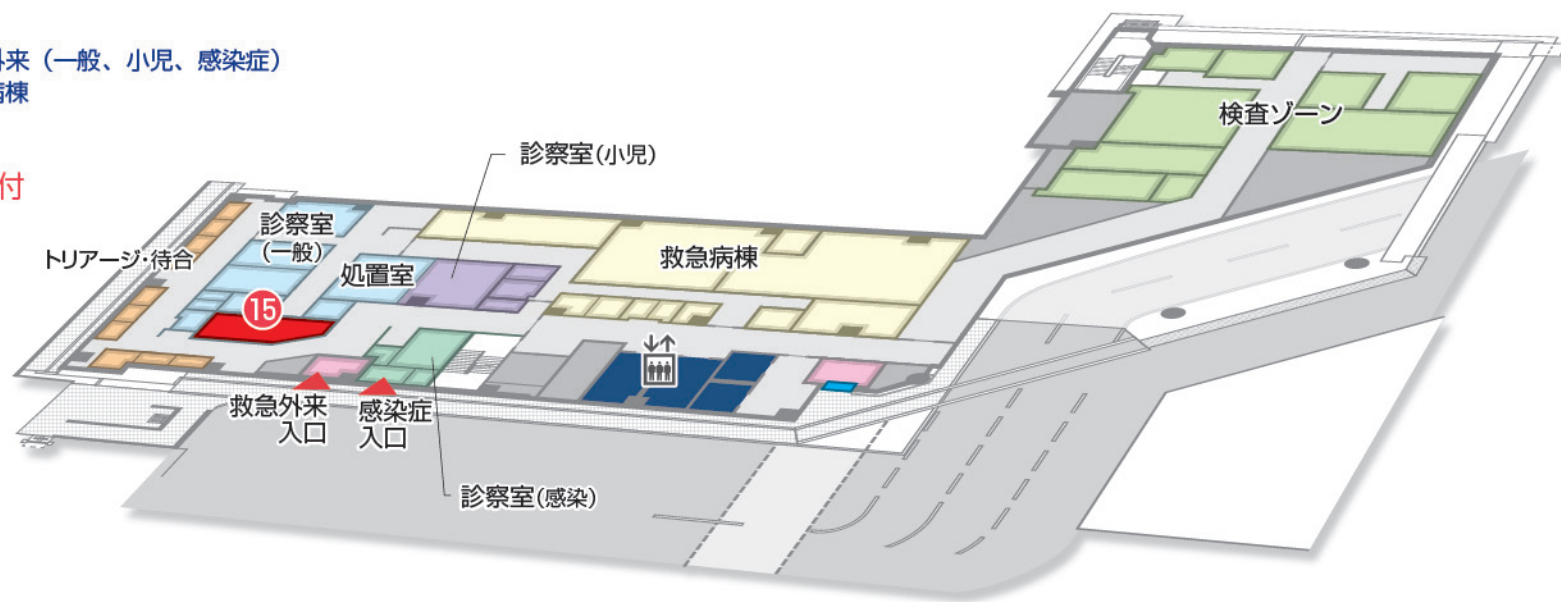 外来（一般、小児、感染症）
病棟
付
診察室(小児)
検査ゾーン
診察室
(一般)
トリアージ・待合
処置室
救急病棟
15
救急外来
入口
感染症
入口
診察室(感染)